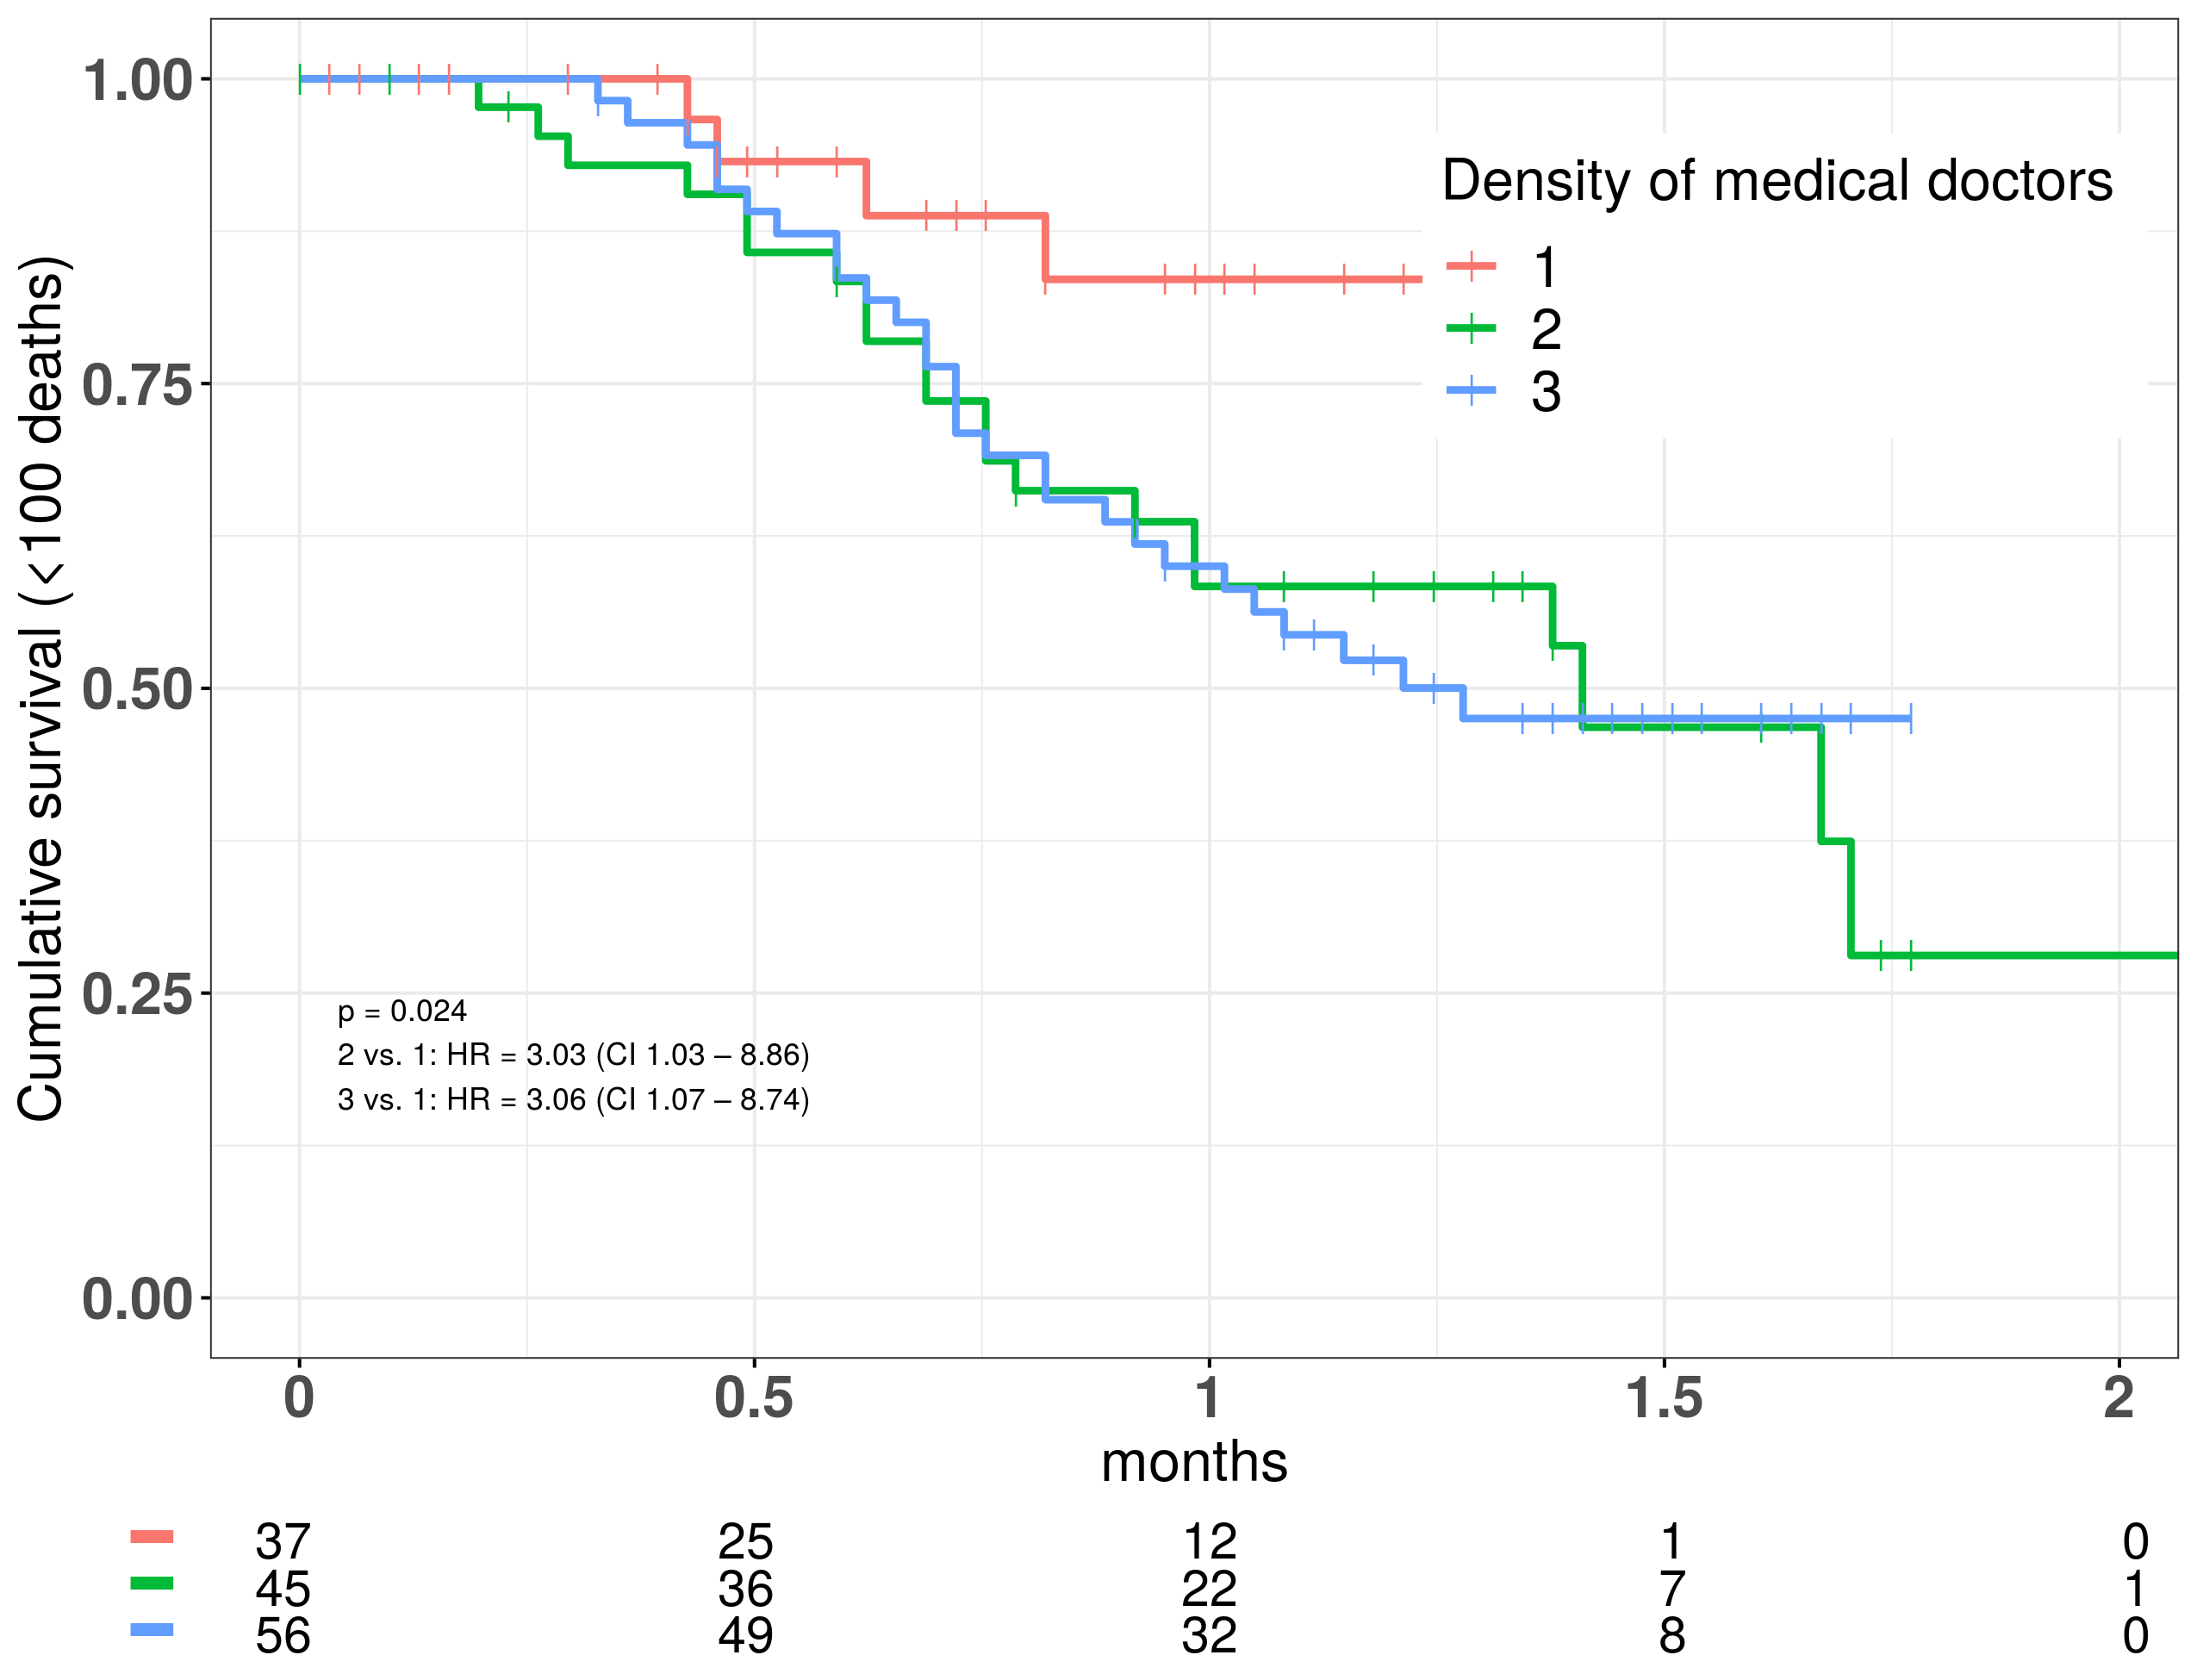 Cumulative survival (<100 deaths)
1.00
0.75
0.50
0.25
0.00
Density of medical doctors
1
2
3
p = 0.024
2 vs. 1: HR = 3.03 (CI 1.03 – 8.86)
3 vs. 1: HR = 3.06 (CI 1.07 – 8.74)
0 0.5 1 1.5 2
months
37 25 12 1 0
45 36 22 7 1
56 49 32 8 0